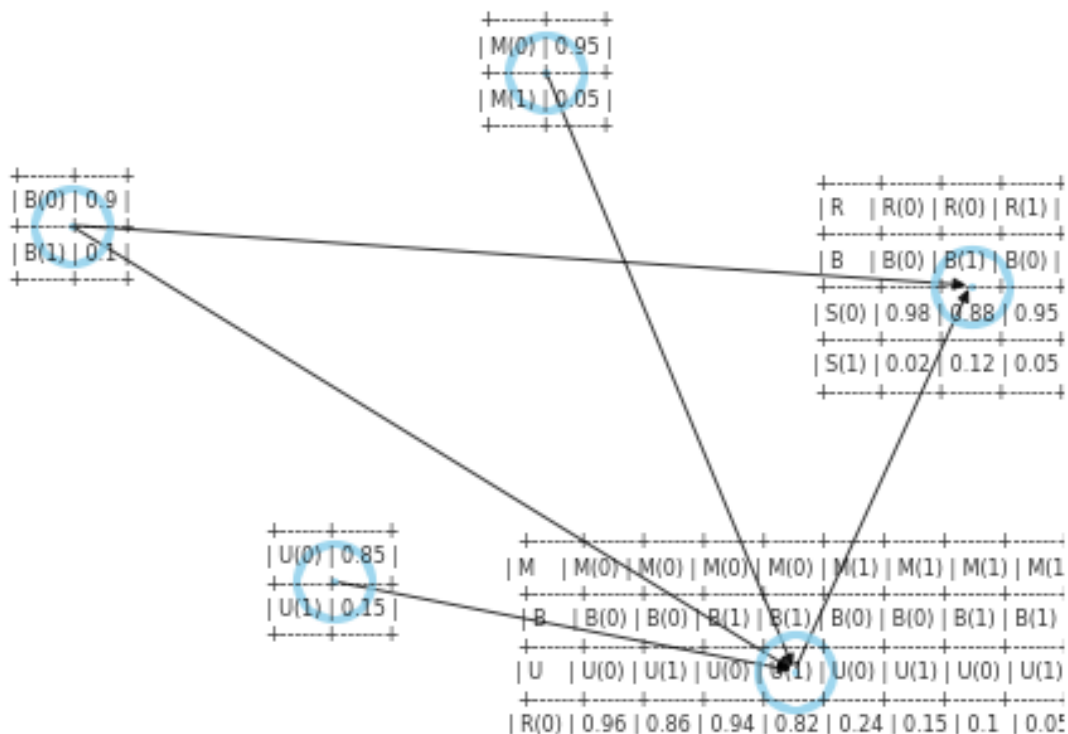 | M(0) | 0.95 |
| M(1) | 0.05 |
| B(0) | 0.9 |
| B(1) | 0.1 |
| R | R(0) | R(0) | R(1) |
| B | B(0) | B(1) | B(0) |
| S(0) | 0.98 | 0.88 | 0.95
| S(1) | 0.02 | 0.12 | 0.05
| U(0) | 0.85 |
| U(1) | 0.15 |
| M | M(0) | M(0) | M(0) | M(0) | M(1) | M(1) | M(1) | M(1
| B | B(0) | B(0) | B(1) | B(1) | B(0) | B(0) | B(1) | B(1)
| U | U(0) | U(1) | U(0) | U(1) | U(0) | U(1) | U(0) | U(1)
| R(0) | 0.96 | 0.86 | 0.94 | 0.82 | 0.24 | 0.15 | 0.1 | 0.05